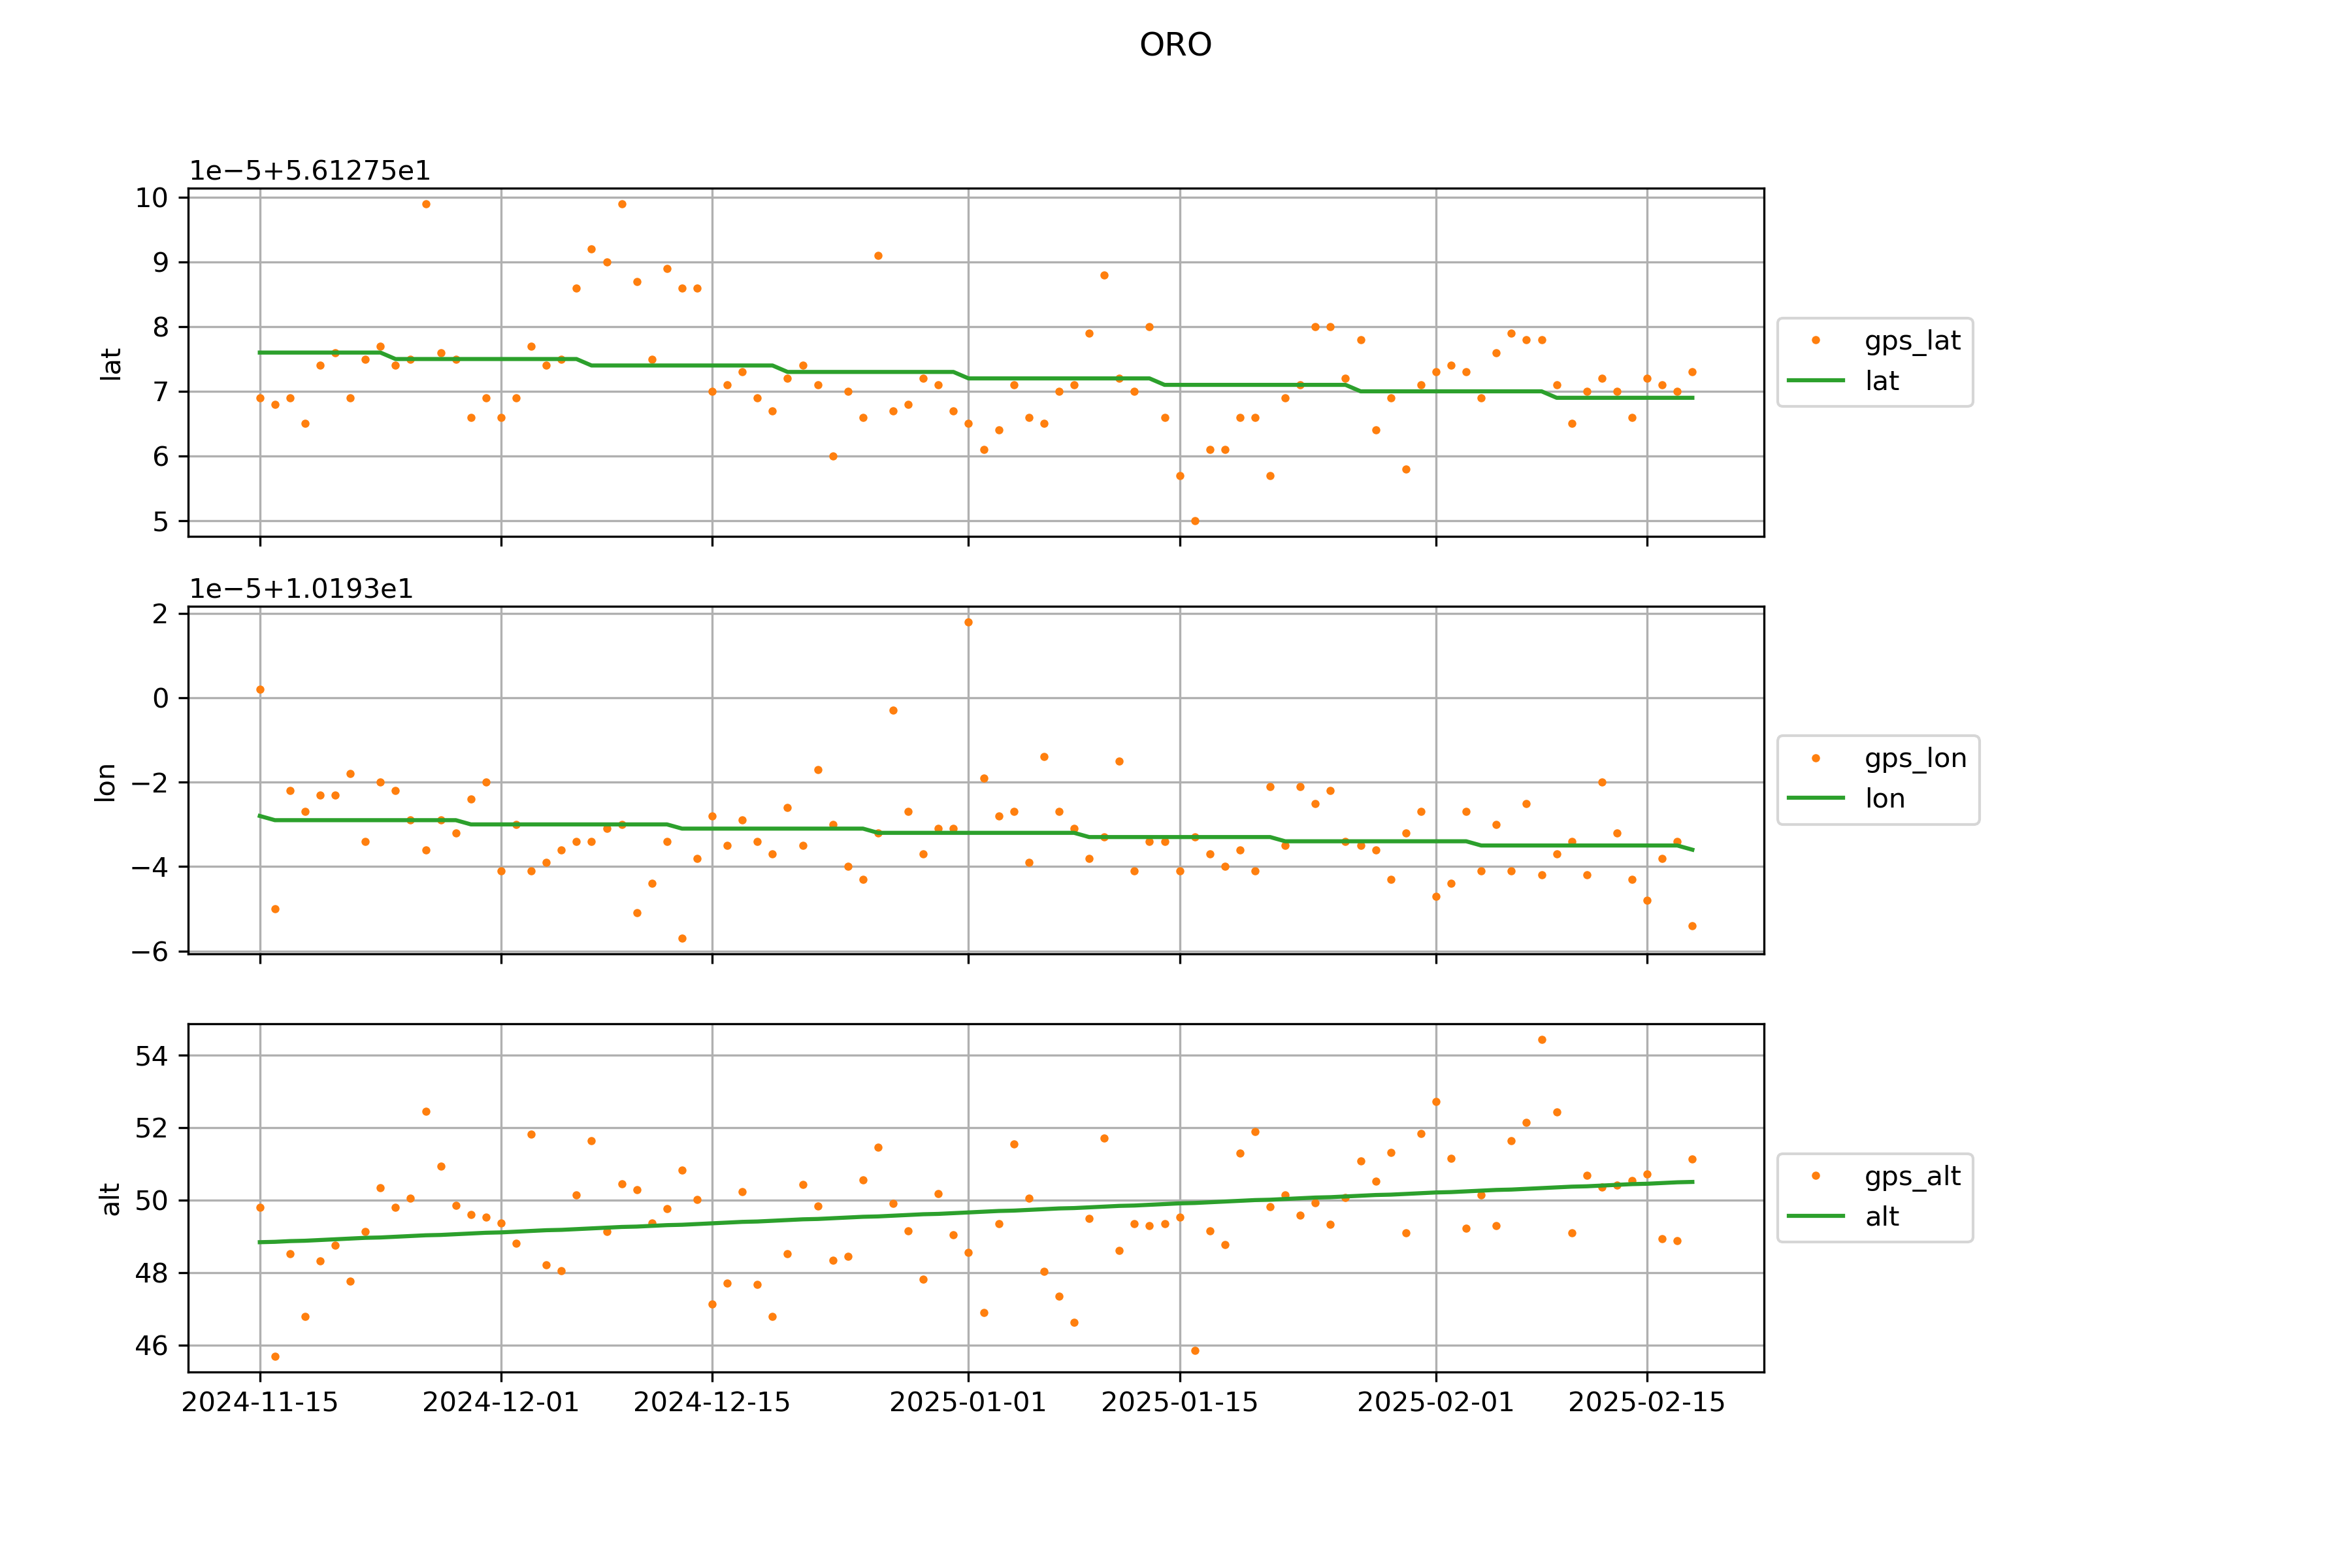 ORO
1e−5+5.61275e1
10
9
8
7
6
5
lat
gps_lat
lat
1e−5+1.0193e1
2
0
−2
−4
−6
lon
gps_lon
lon
54
52
50
48
46
alt
gps_alt
alt
2024-11-15 2024-12-01 2024-12-15 2025-01-01 2025-01-15 2025-02-01 2025-02-15